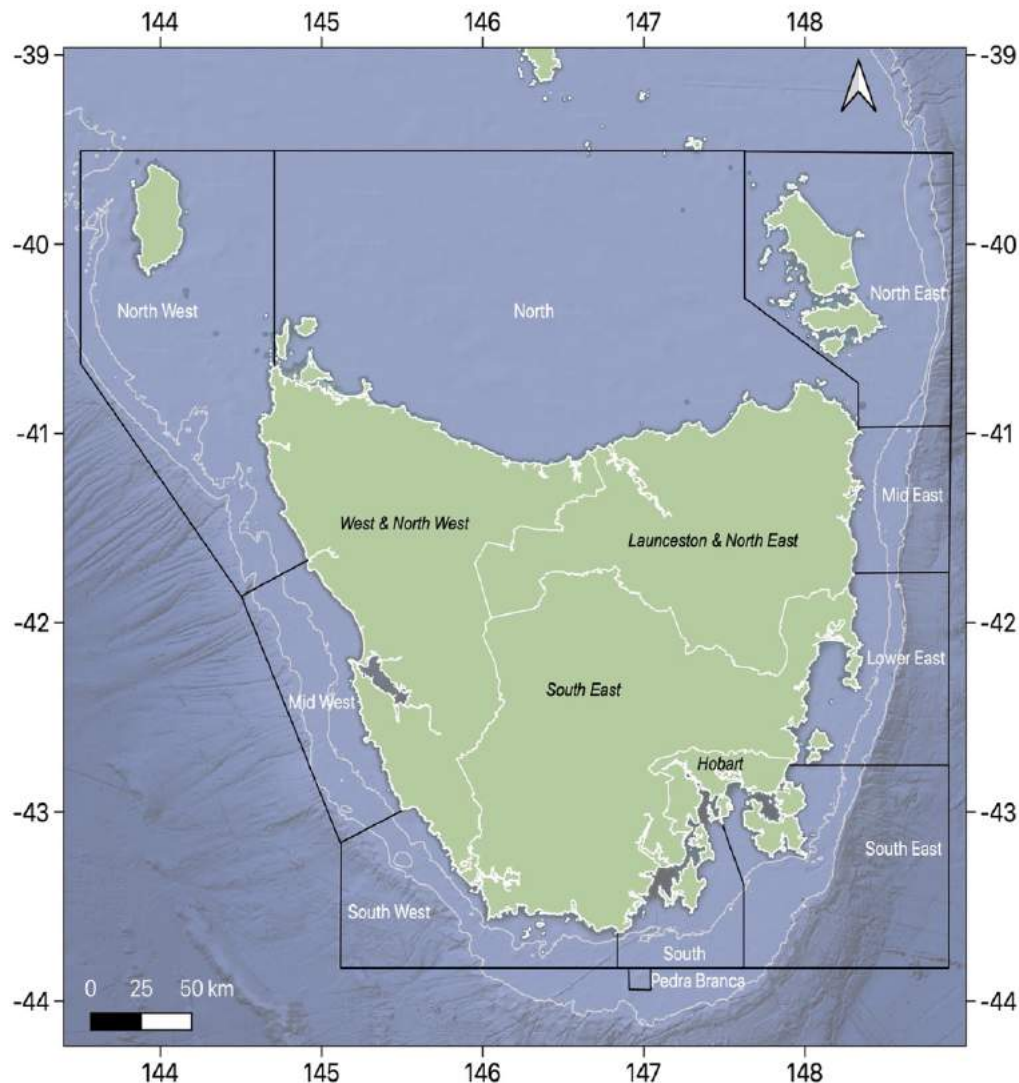 144 145 146 147 148
-39 -39
-40 -40
North West North North East
-41 -41
Mid East
West & North West
Launceston & North East
-42 -42
Lower East
Mid West South East
Hobart
-43 -43
South East
South West
South
0 25 50 km Pedra Branca
-44 -44
144 145 146 147 148